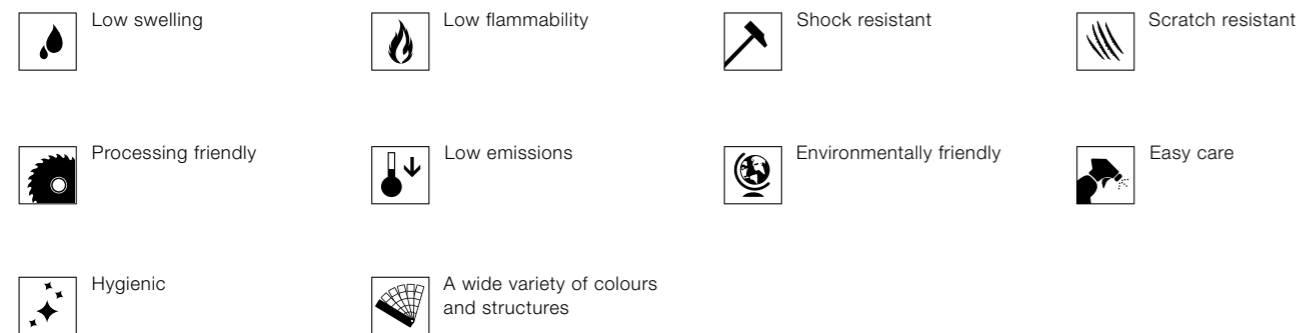 Low swelling
Low flammability
Shock resistant
Scratch resistant
Processing friendly
Low emissions
Environmentally friendly
Easy care
Hygienic
A wide variety of colours
and structures